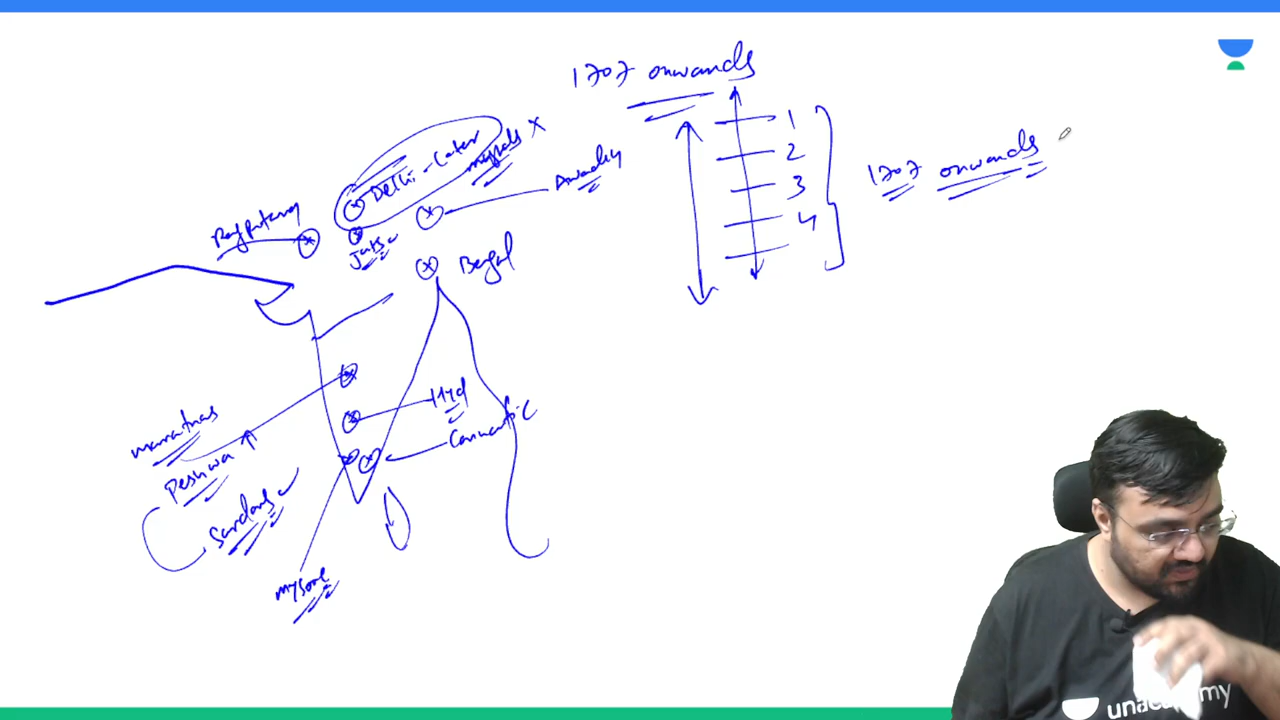 1707 onwards
1
2
3
4
1707 onwards
Delhi - Later
mughals x
Awadh
Rajputana
Jats
Bengal
Hyd
Carnatic
marathas
Peshwa
Sardars
mysore
unacademy